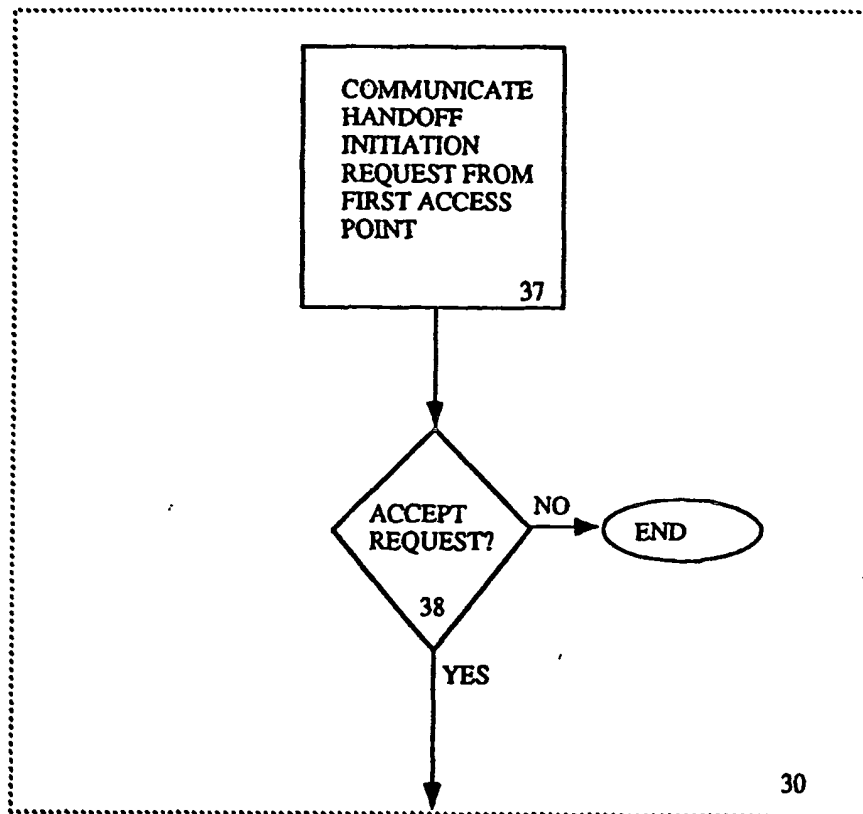 COMMUNICATE
HANDOFF
INITIATION
REQUEST FROM
FIRST ACCESS
POINT
37
ACCEPT
REQUEST?
38
NO
END
YES
30